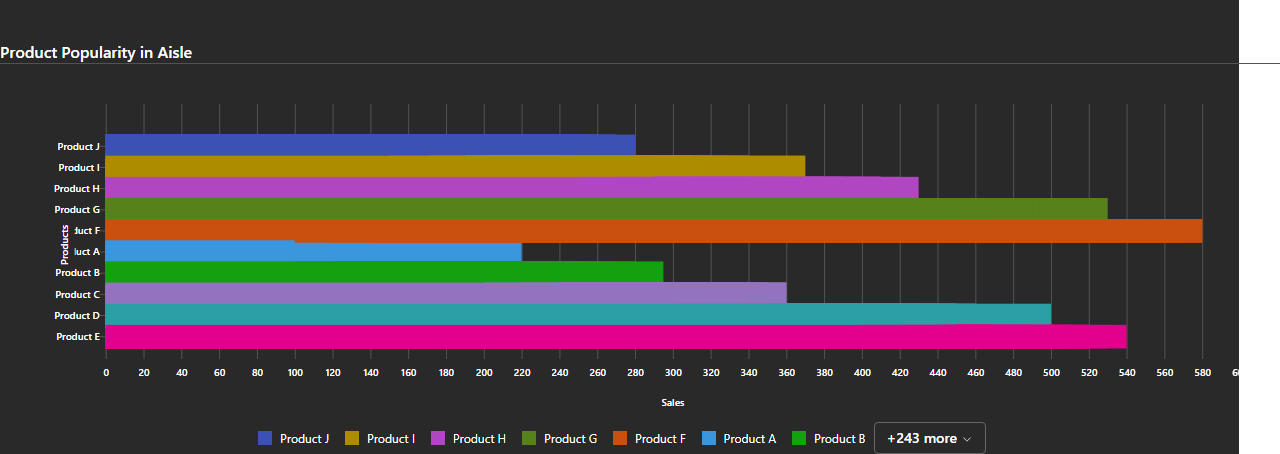 Product Popularity in Aisle
Product J
Product I
Product H
Product G
duct F
Products
duct A
Product B
Product C
Product D
Product E
0 20 40 60 80 100 120 140 160 180 200 220 240 260 280 300 320 340 360 380 400 420 440 460 480 500 520 540 560 580
Sales
Product J Product I Product H Product G Product F Product A Product B +243 more